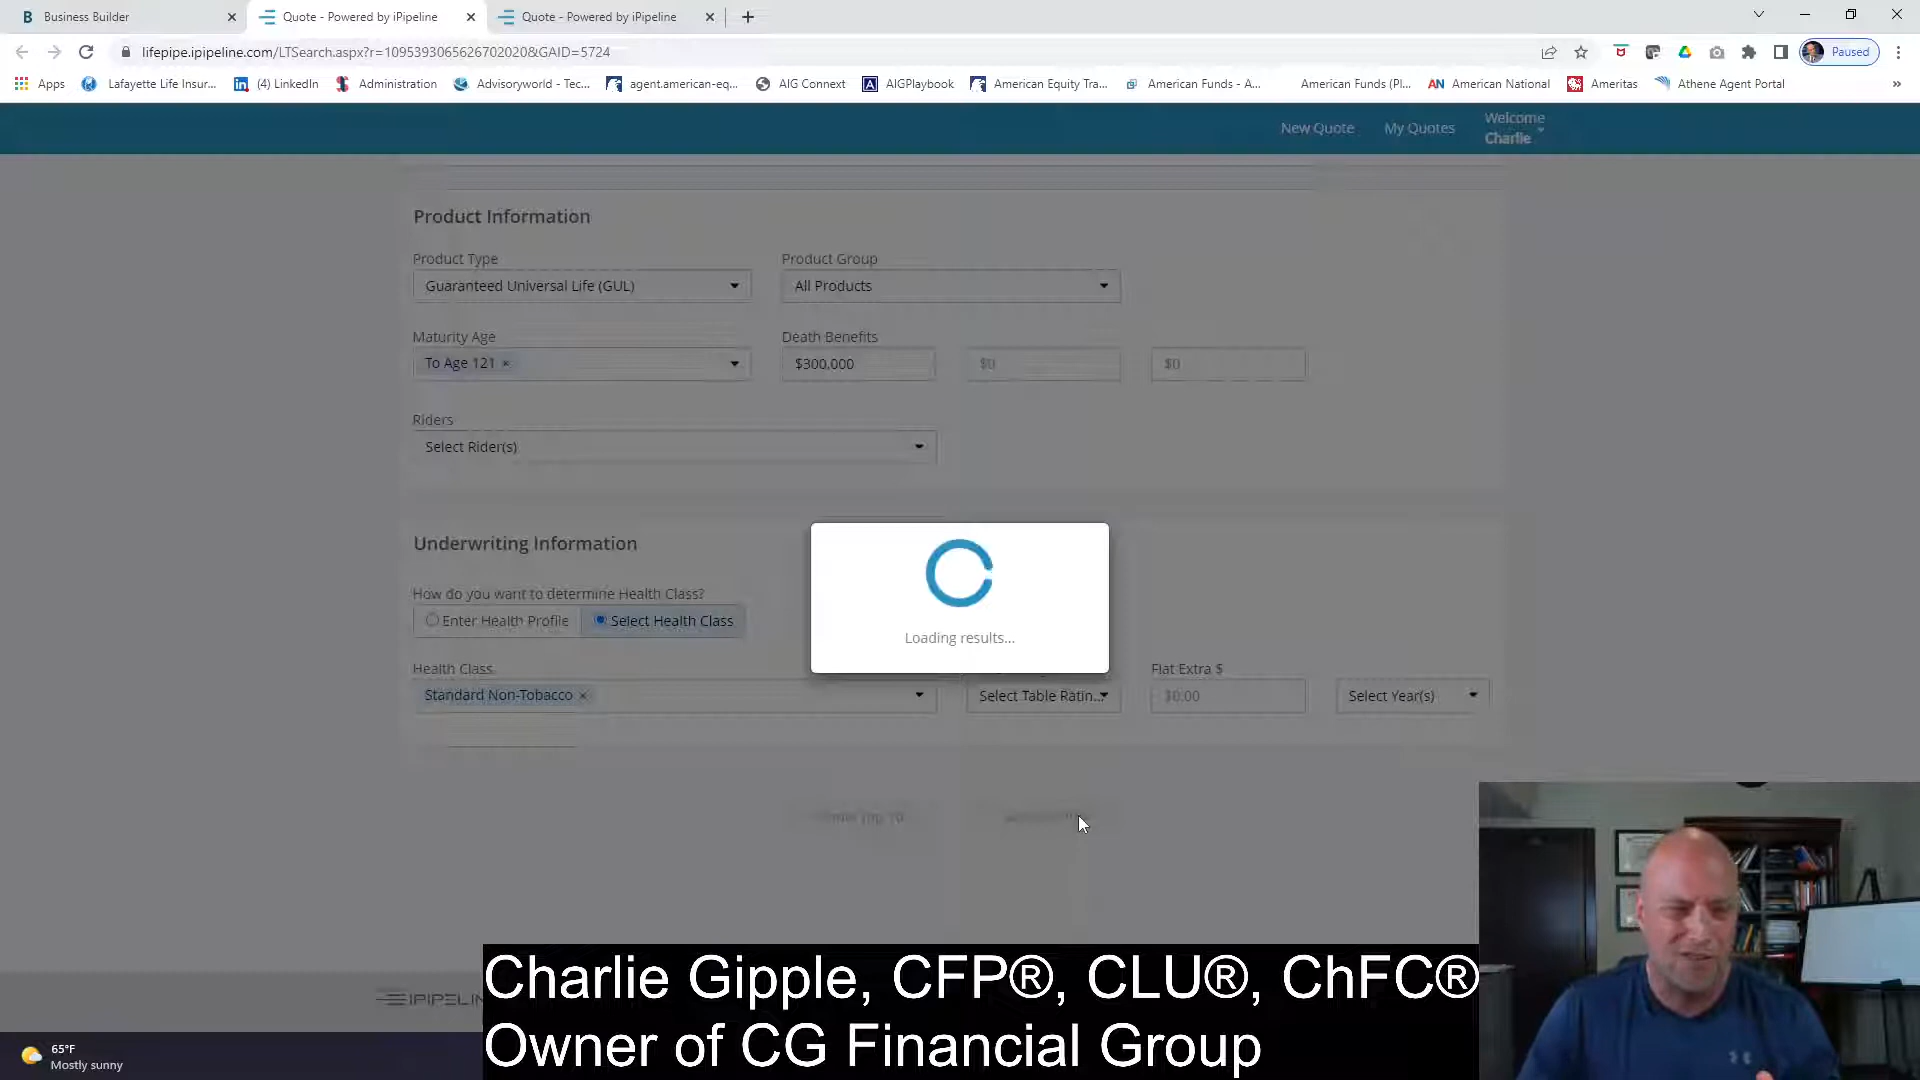 Business Builder
Quote - Powered by iPipeline
Quote - Powered by iPipeline
lifepipe.ipipeline.com/LTSearch.aspx?r=1095393065626702020&GAID=5724
Paused
Apps
Lafayette Life Insur...
(4) LinkedIn
Administration
Advisoryworld - Tec...
agent.american-eq...
AIG Connext
AIGPlaybook
American Equity Tra...
American Funds - A...
American Funds (Pl...
AN American National
Ameritas
Athene Agent Portal
»
New Quote
My Quotes
Welcome
Charlie
Product Information
Product Type
Product Group
Guaranteed Universal Life (GUL)
All Products
Maturity Age
Death Benefits
To Age 121 ×
$300,000
$0
$0
Riders
Select Rider(s)
Underwriting Information
How do you want to determine Health Class?
Enter Health Profile
Select Health Class
Loading results...
Health Class
Flat Extra $
Standard Non-Tobacco ×
Select Table Ratin...
$0.00
Select Year(s)
IPIPELIN
Charlie Gipple, CFP®, CLU®, ChFC®
Owner of CG Financial Group
65°F
Mostly sunny